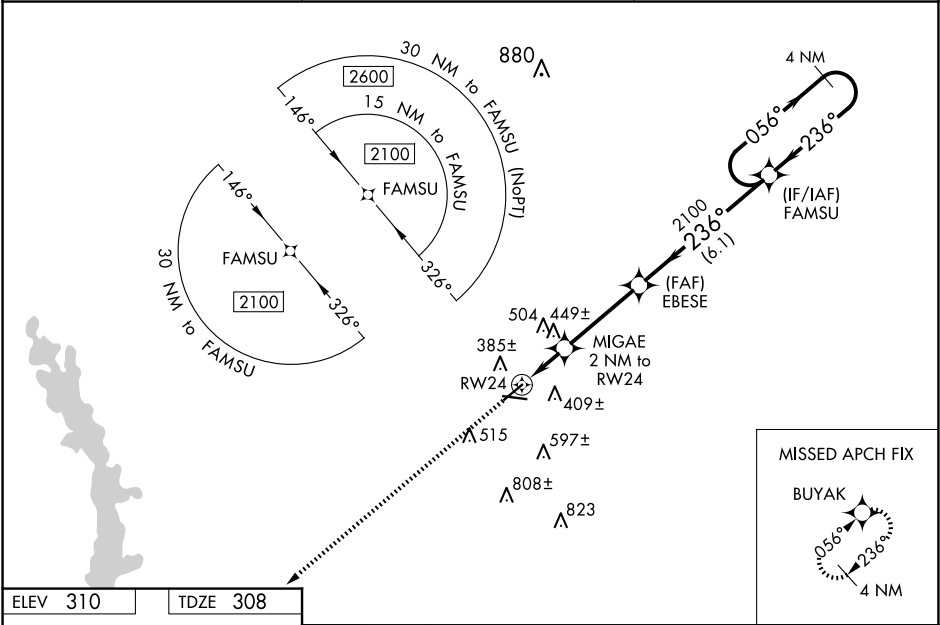 30 NM to FAMSU (NoPT)
2600
146°
15 NM to FAMSU
2100
FAMSU
326°
880
4 NM
056°
236°
(IF/IAF)
FAMSU
2100
236°
(6.1)
146°
FAMSU
2100
326°
30 NM to FAMSU
(FAF)
EBESE
504
449±
MIGAE
2 NM to
RW24
385±
RW24
409±
515
597±
808±
823
MISSED APCH FIX
BUYAK
056°
236°
4 NM
ELEV 310
TDZE 308